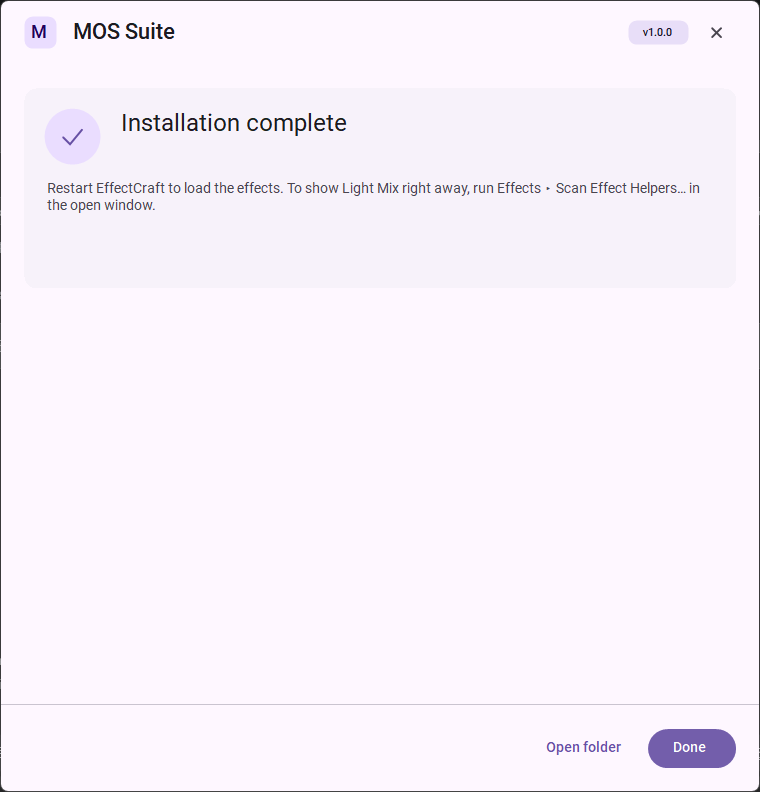 M
MOS Suite
v1.0.0
Installation complete
Restart EffectCraft to load the effects. To show Light Mix right away, run Effects ‣ Scan Effect Helpers… in
the open window.
Open folder
Done